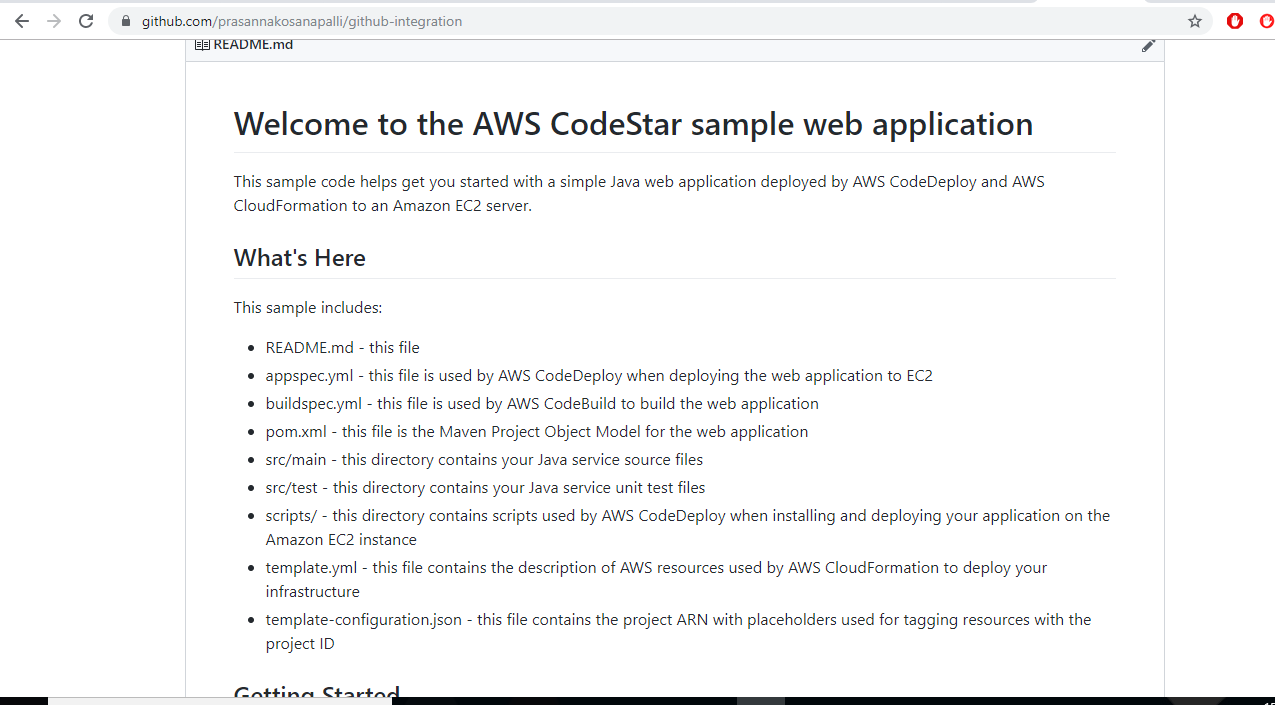 github.com/prasannakosanapalli/github-integration
README.md
Welcome to the AWS CodeStar sample web application
This sample code helps get you started with a simple Java web application deployed by AWS CodeDeploy and AWS
CloudFormation to an Amazon EC2 server.
What's Here
This sample includes:
• README.md - this file
• appspec.yml - this file is used by AWS CodeDeploy when deploying the web application to EC2
• buildspec.yml - this file is used by AWS CodeBuild to build the web application
• pom.xml - this file is the Maven Project Object Model for the web application
• src/main - this directory contains your Java service source files
• src/test - this directory contains your Java service unit test files
• scripts/ - this directory contains scripts used by AWS CodeDeploy when installing and deploying your application on the
Amazon EC2 instance
• template.yml - this file contains the description of AWS resources used by AWS CloudFormation to deploy your
infrastructure
• template-configuration.json - this file contains the project ARN with placeholders used for tagging resources with the
project ID
Getting Started